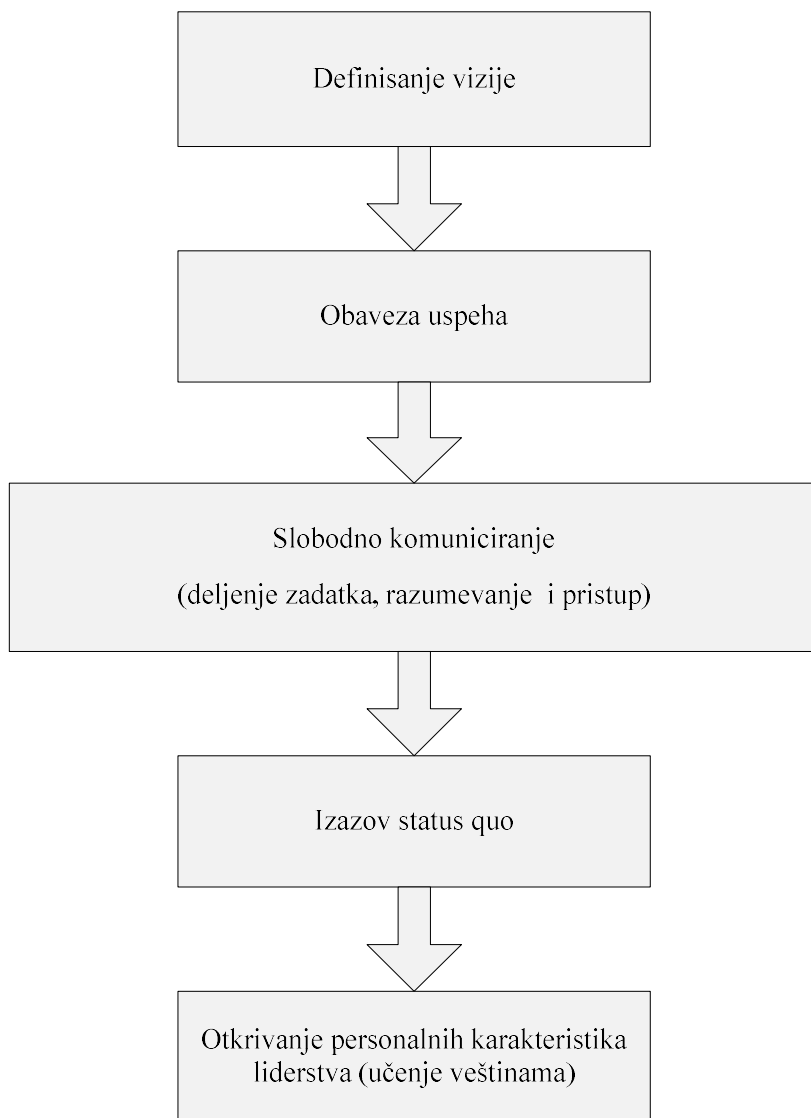 Definisanje vizije
Obaveza uspeha
Slobodno komuniciranje
(deljenje zadatka, razumevanje i pristup)
Izazov status quo
Otkrivanje personalnih karakteristika
liderstva (učenje veštinama)